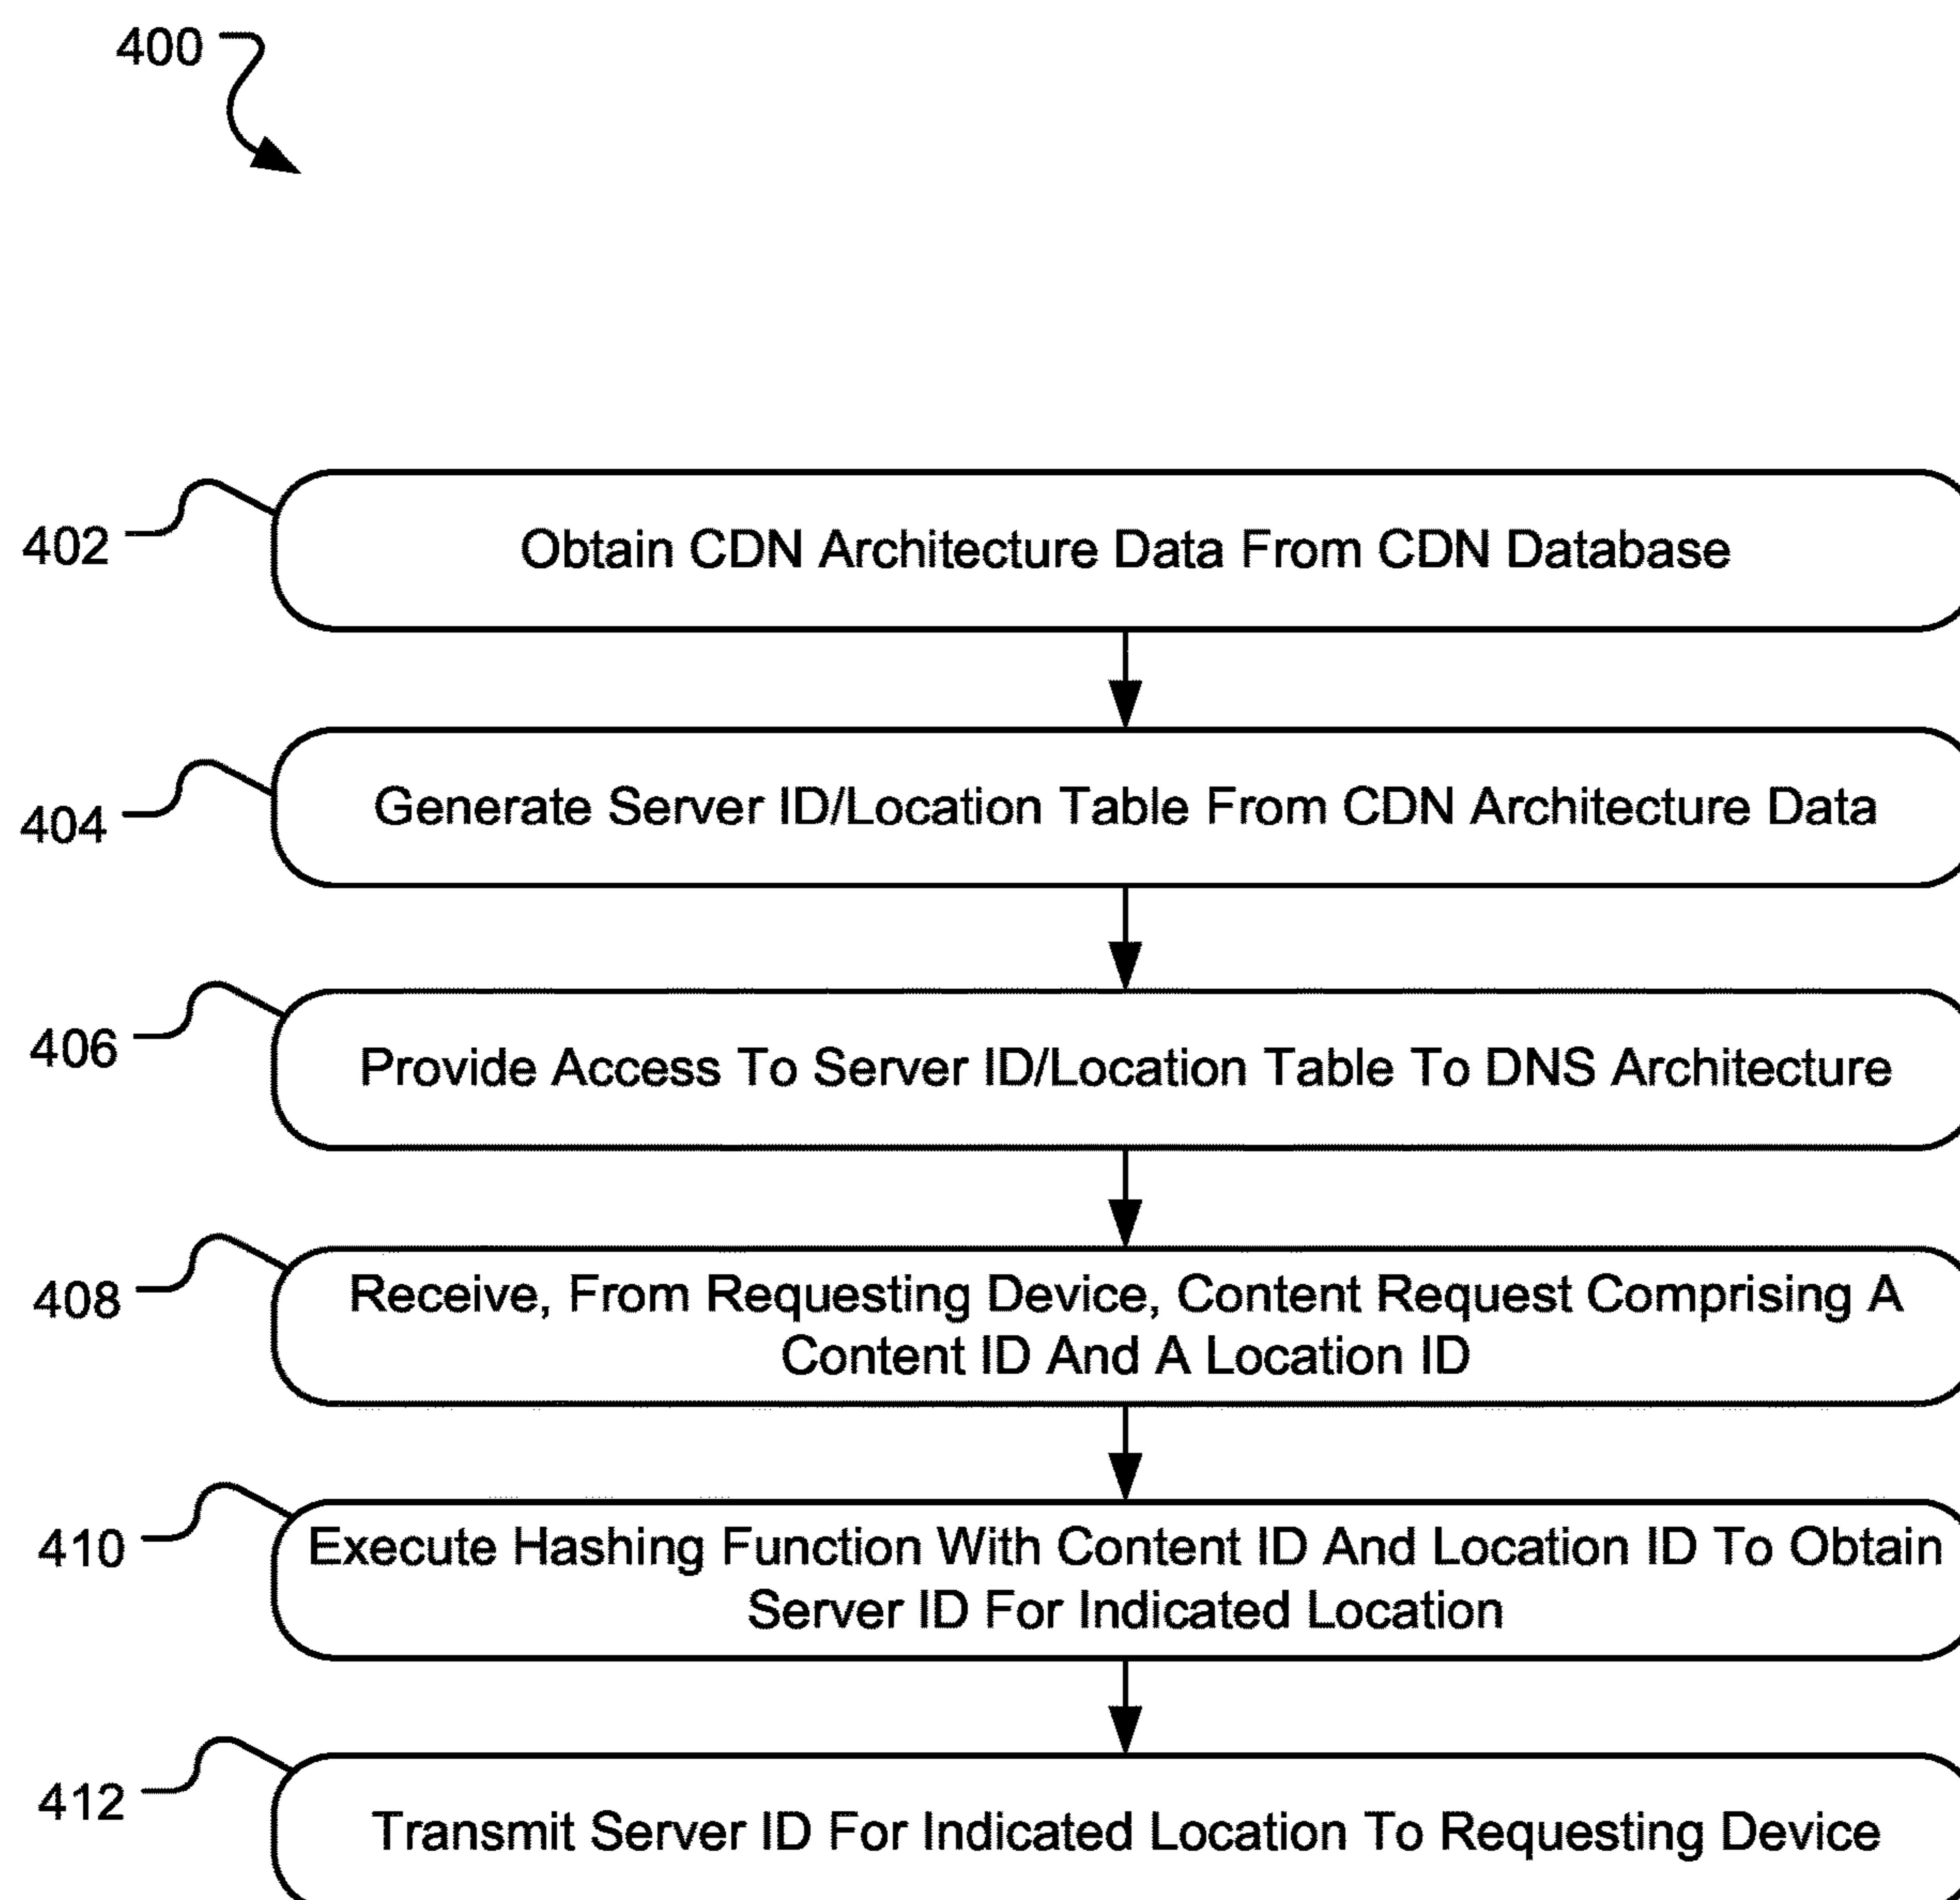 400
402
Obtain CDN Architecture Data From CDN Database
404
Generate Server ID/Location Table From CDN Architecture Data
406
Provide Access To Server ID/Location Table To DNS Architecture
408
Receive, From Requesting Device, Content Request Comprising A
Content ID And A Location ID
410
Execute Hashing Function With Content ID And Location ID To Obtain
Server ID For Indicated Location
412
Transmit Server ID For Indicated Location To Requesting Device